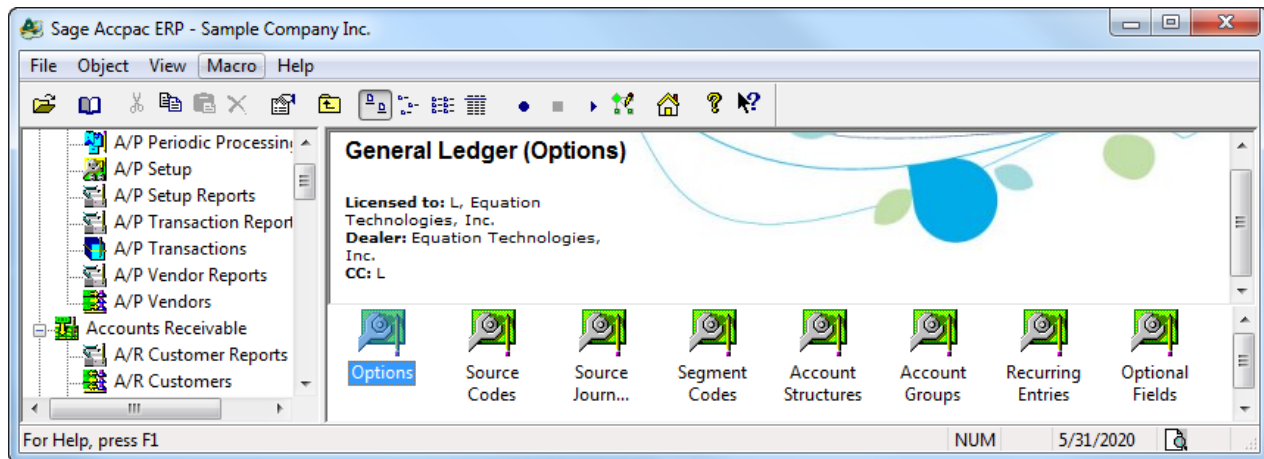 Sage Accpac ERP - Sample Company Inc.
File Object View Macro Help
A/P Periodic Processin
A/P Setup
A/P Setup Reports
A/P Transaction Report
A/P Transactions
A/P Vendor Reports
A/P Vendors
Accounts Receivable
A/R Customer Reports
A/R Customers
General Ledger (Options)
Licensed to: L, Equation
Technologies, Inc.
Dealer: Equation Technologies,
Inc.
CC: L
Options Source Source Segment Account Account Recurring Optional
Codes Journ... Codes Structures Groups Entries Fields
For Help, press F1 NUM 5/31/2020